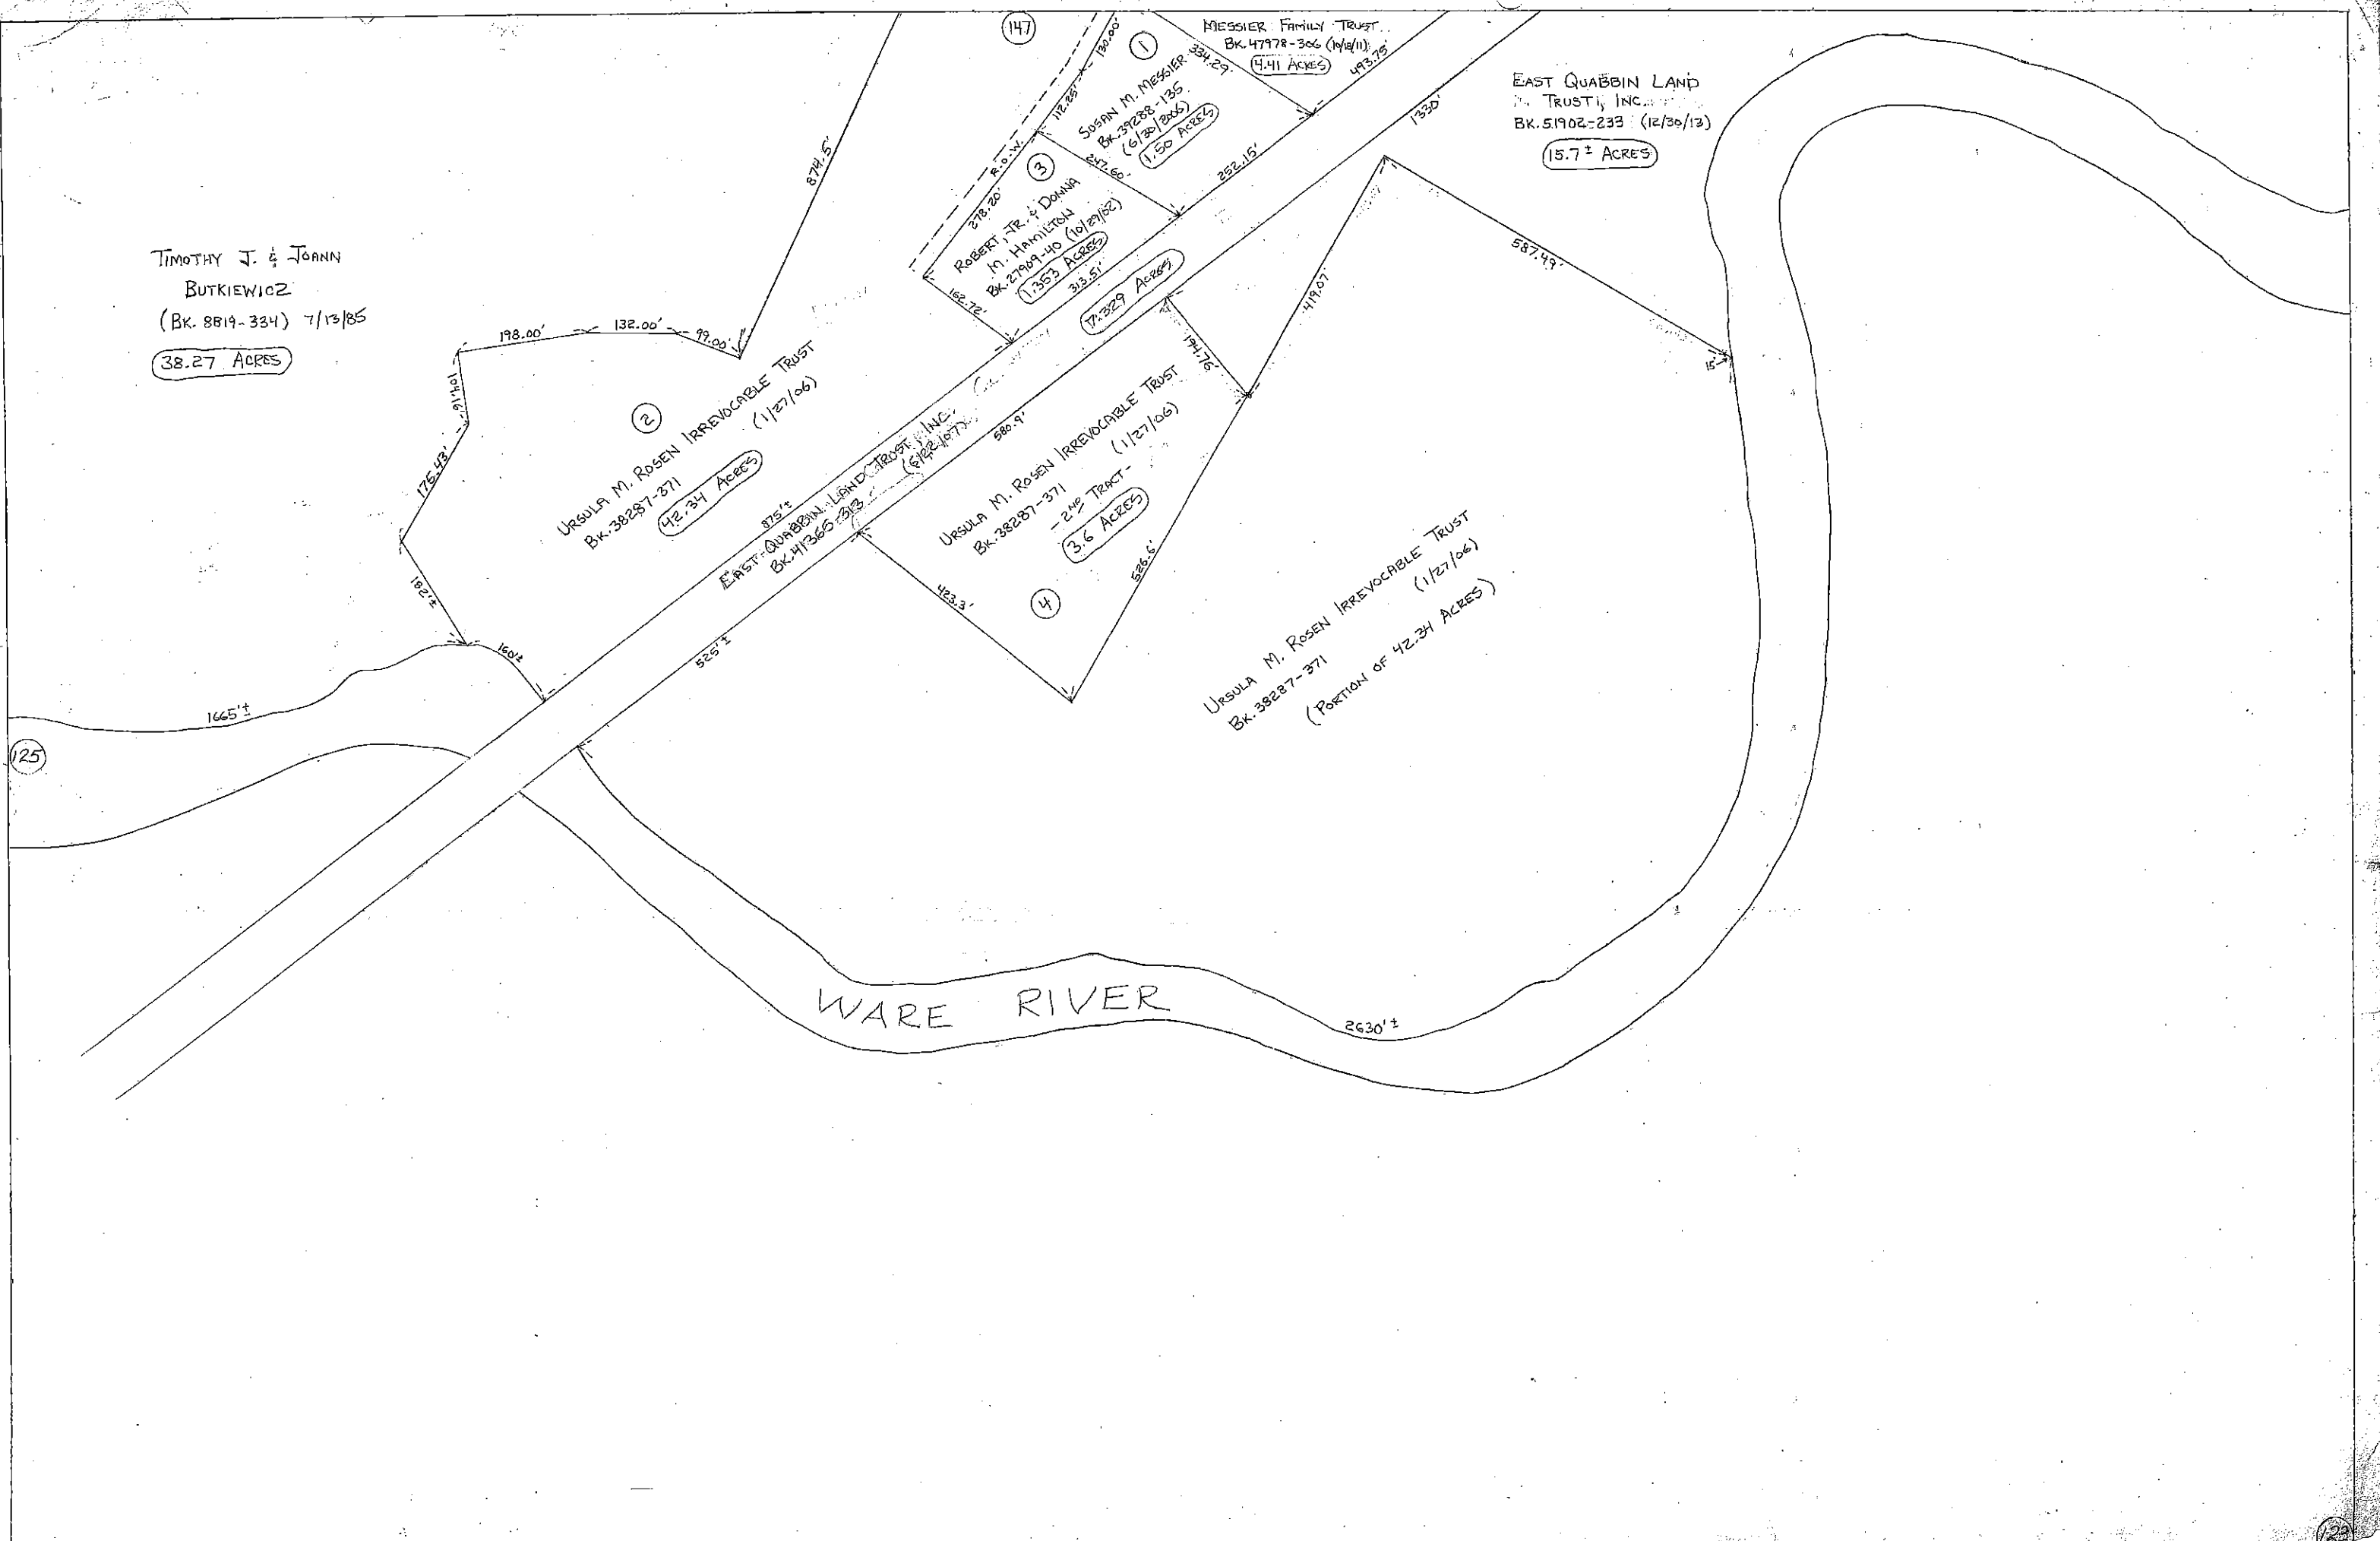 147
1
MESSIER FAMILY TRUST
BK. 47978-306 (10/18/11)
4.41 ACRES
493.75'
334.29'
130.00'
112.85'
SUSAN M. MESSIER
BK. 39288-135
(6/30/2006)
1.50 ACRES
247.60'
252.15'
1330'
EAST QUABBIN LAND
TRUST, INC.
BK. 51902-233 (12/30/13)
15.7± ACRES
587.49'
15'
419.07'
874.5'
R.O.W.
3
278.20'
ROBERT, JR. & DONNA
M. HAMILTON
BK. 27969-40 (10/29/02)
1.353 ACRES
313.51'
162.72'
17.329 ACRES
194.76'
TIMOTHY J. & JOANN
BUTKIEWICZ
(BK. 8819-334) 7/13/85
38.27 ACRES
198.00'
132.00'
99.00'
175.43'
182'±
160'±
1665'±
125
2
URSULA M. ROSEN IRREVOCABLE TRUST
BK. 38287-371 (1/27/06)
42.34 ACRES
875'±
EAST QUABBIN LAND TRUST, INC.
BK. 41365-313 (6/22/07)
580.9'
525'±
URSULA M. ROSEN IRREVOCABLE TRUST
BK. 38287-371 (1/27/06)
-2ND TRACT-
3.6 ACRES
526.6'
423.3'
4
URSULA M. ROSEN IRREVOCABLE TRUST
BK. 38287-371 (1/27/06)
(PORTION OF 42.34 ACRES)
WARE RIVER
2630'±
123